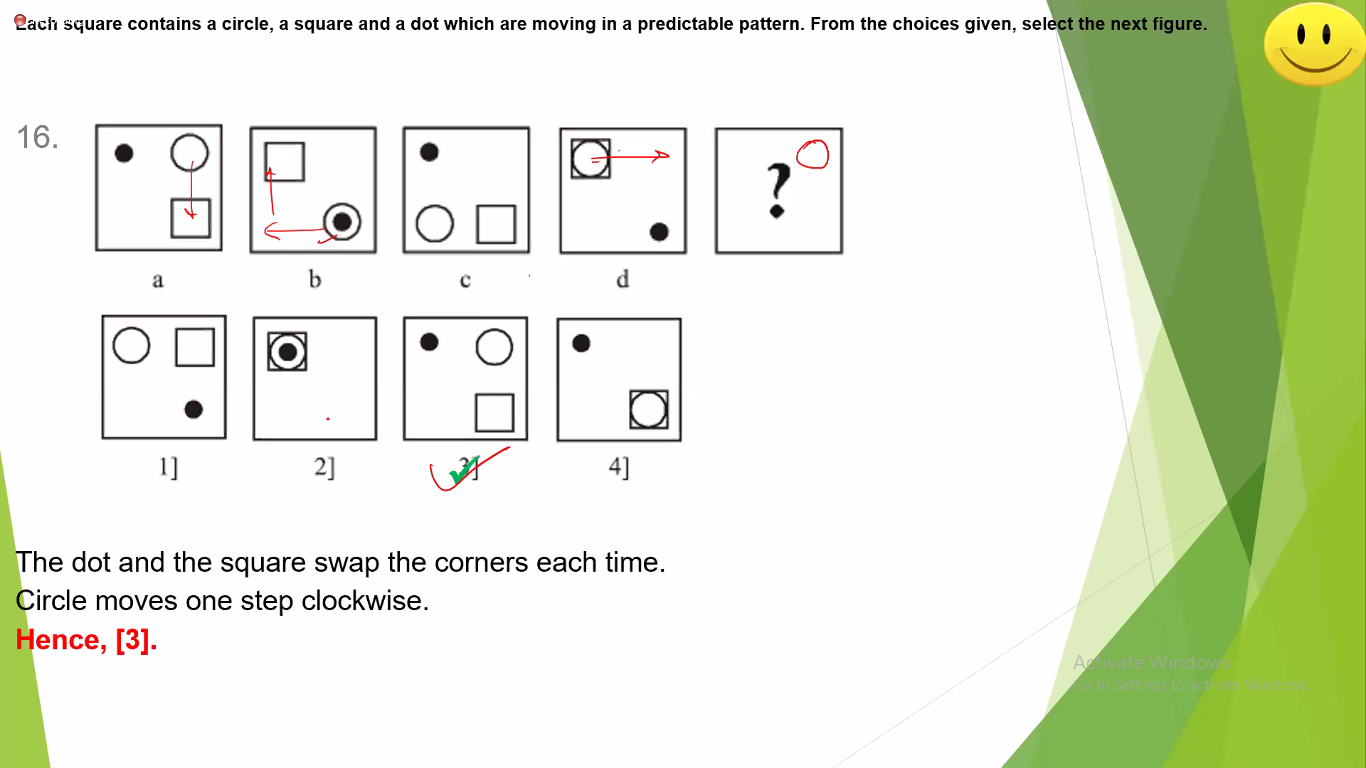 Each square contains a circle, a square and a dot which are moving in a predictable pattern. From the choices given, select the next figure.
16.
?
a b c d
1] 2] 3] 4]
The dot and the square swap the corners each time.
Circle moves one step clockwise.
Hence, [3].
Activate Windows
Go to Settings to activate Windows.